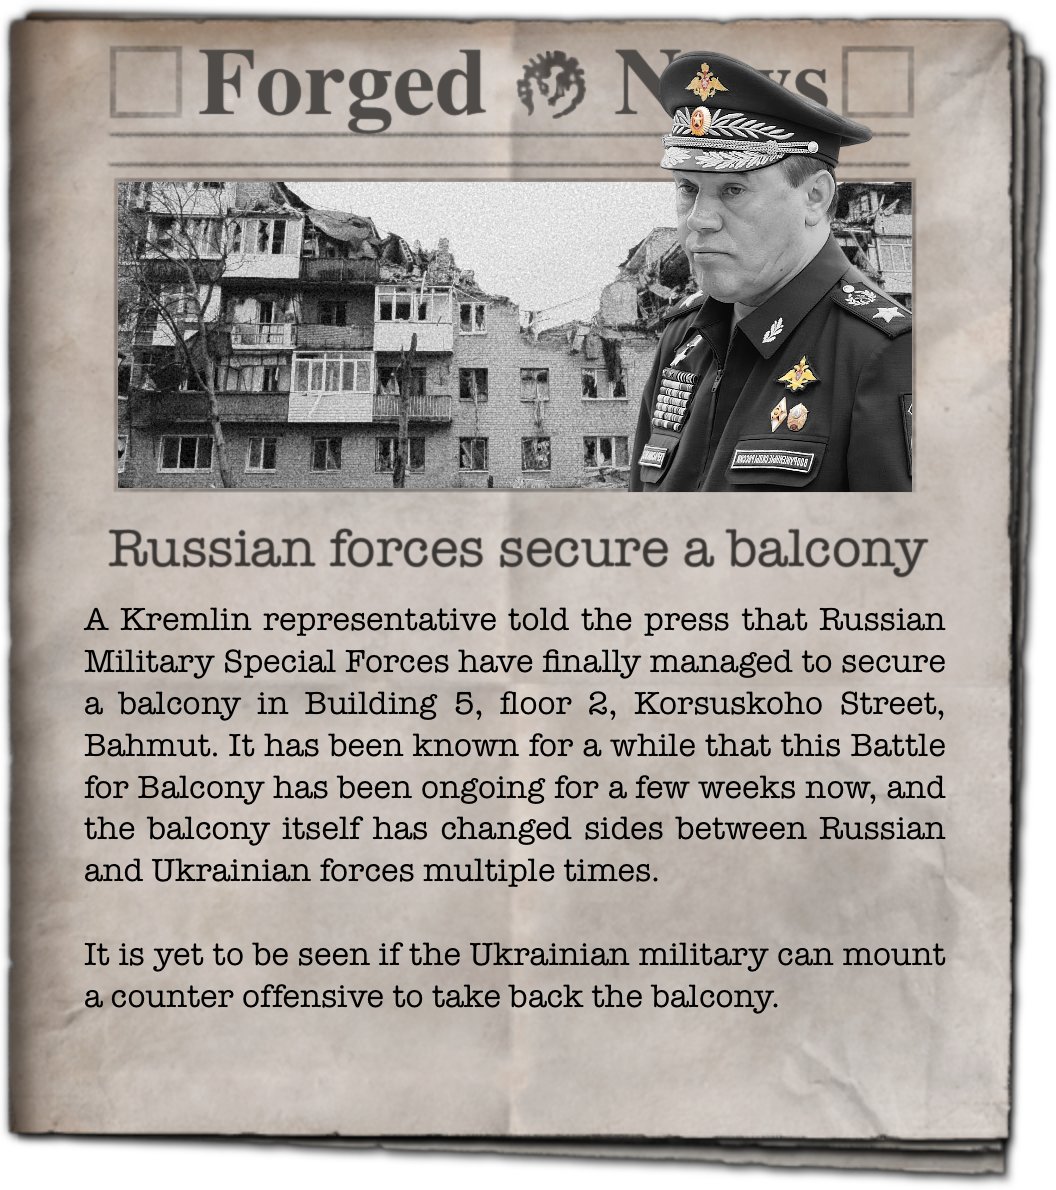 Forged News
Russian forces secure a balcony
A Kremlin representative told the press that Russian
Military Special Forces have finally managed to secure
a balcony in Building 5, floor 2, Korsuskoho Street,
Bahmut. It has been known for a while that this Battle
for Balcony has been ongoing for a few weeks now, and
the balcony itself has changed sides between Russian
and Ukrainian forces multiple times.
It is yet to be seen if the Ukrainian military can mount
a counter offensive to take back the balcony.